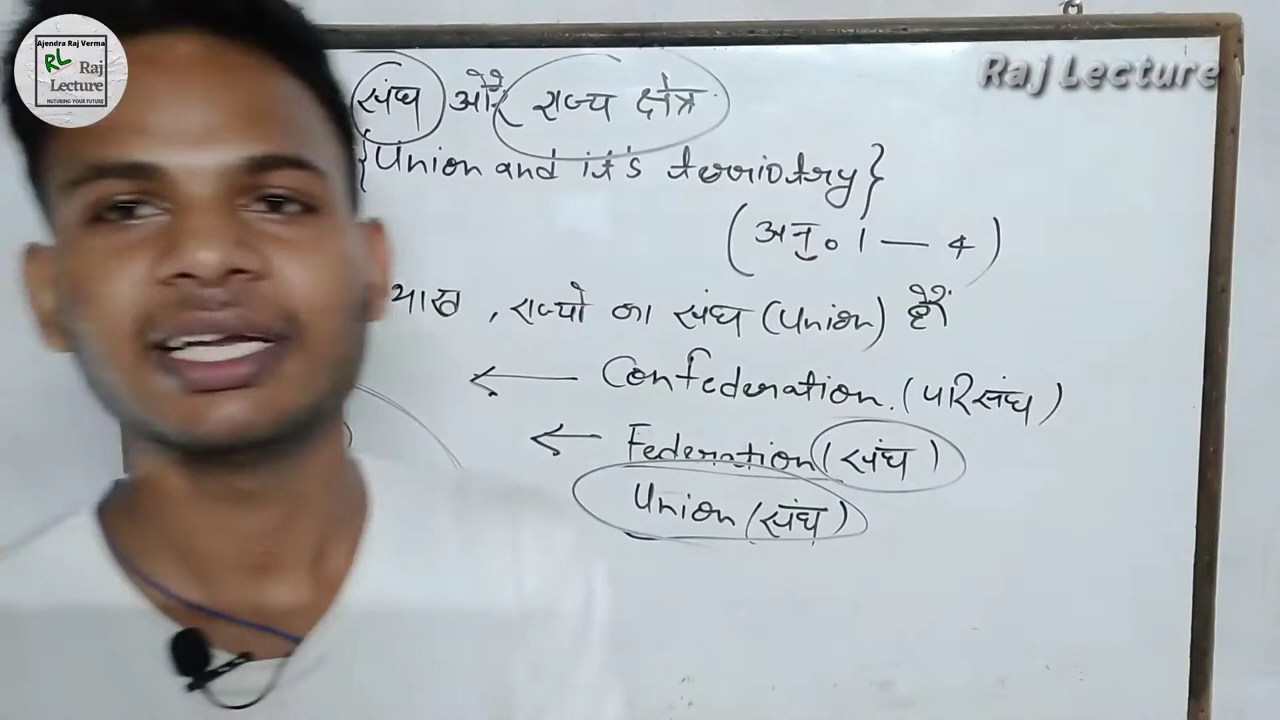 Ajendra Raj Verma
RL Raj
Lecture
NUTURING YOUR FUTURE
Raj Lecture
संघ और राज्य क्षेत्र
{Union and it's terriotry}
(अनु० 1 — 4)
, राज्यो का संघ (Union) हैं
← Confederation. (परिसंघ)
← Federation (संघ)
Union (संघ)